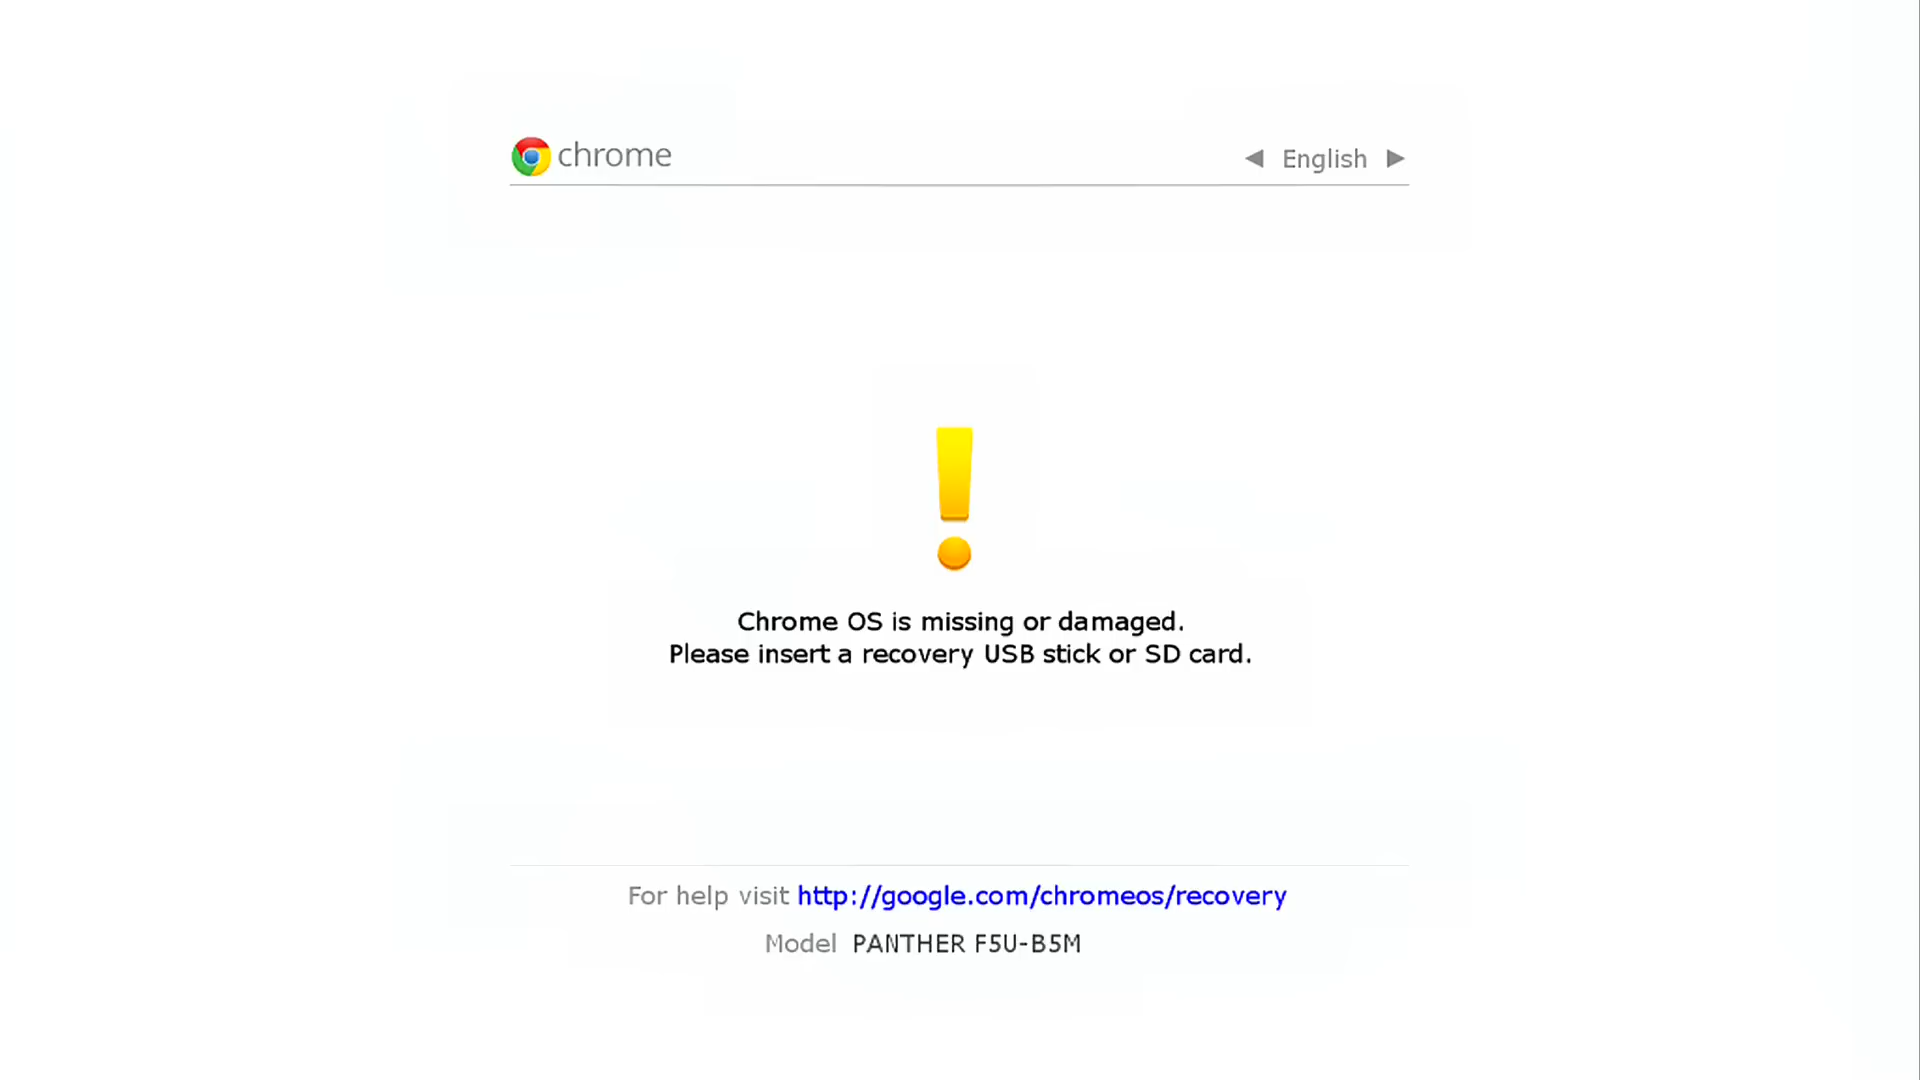 chrome
◀ English ▶
Chrome OS is missing or damaged.
Please insert a recovery USB stick or SD card.
For help visit http://google.com/chromeos/recovery
Model PANTHER F5U-B5M